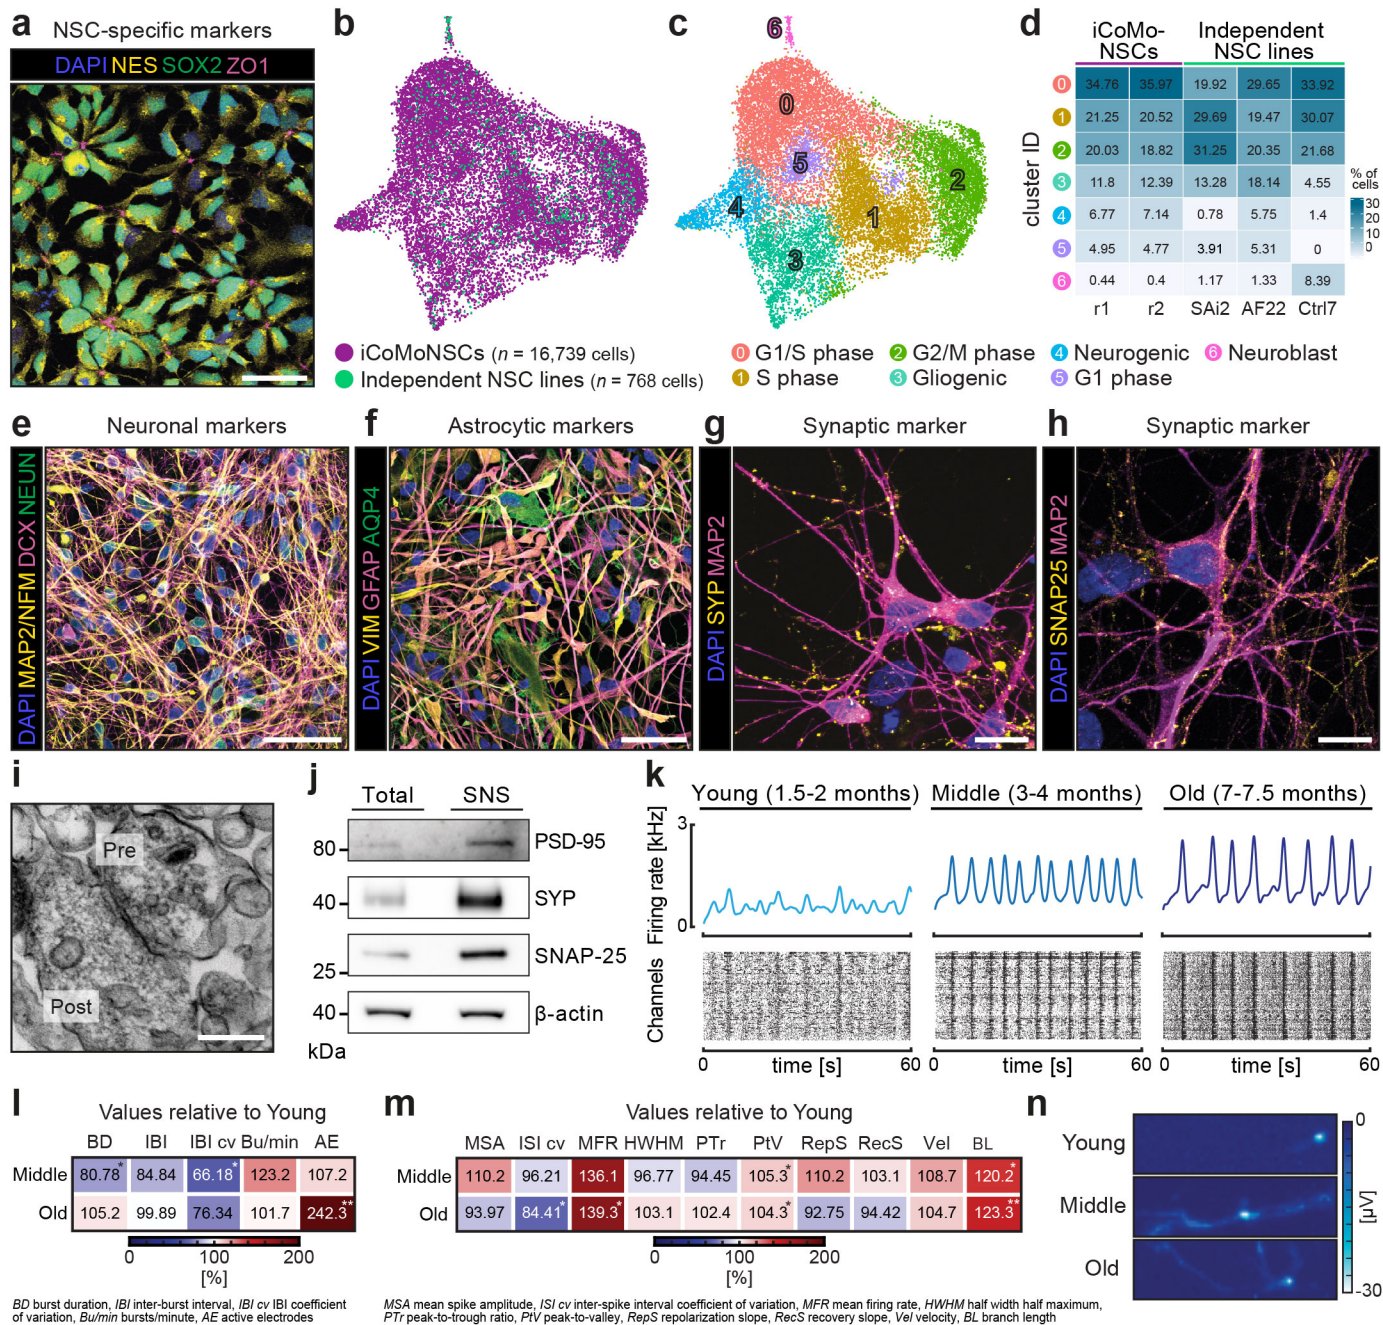 a NSC-specific markers
DAPI NES SOX2 ZO1
b
iCoMoNSCs (n = 16,739 cells)
Independent NSC lines (n = 768 cells)
c
6
0
5
2
4
1
3
0 G1/S phase
2 G2/M phase
4 Neurogenic
6 Neuroblast
1 S phase
3 Gliogenic
5 G1 phase
d iCoMo-NSCs
Independent NSC lines
cluster ID
0 34.76 35.97 19.92 29.65 33.92
1 21.25 20.52 29.69 19.47 30.07
2 20.03 18.82 31.25 20.35 21.68
3 11.8 12.39 13.28 18.14 4.55
4 6.77 7.14 0.78 5.75 1.4
5 4.95 4.77 3.91 5.31 0
6 0.44 0.4 1.17 1.33 8.39
r1 r2 SAi2 AF22 Ctrl7
% of cells
30
20
10
0
e Neuronal markers
DAPI MAP2/NFM DCX NEUN
f Astrocytic markers
DAPI VIM GFAP AQP4
g Synaptic marker
DAPI SYP MAP2
h Synaptic marker
DAPI SNAP25 MAP2
i
Pre
Post
j
Total SNS
80 PSD-95
40 SYP
SNAP-25
25
40 β-actin
kDa
k
Young (1.5-2 months) Middle (3-4 months) Old (7-7.5 months)
Firing rate [kHz]
3
0
Channels
0 time [s] 60 0 time [s] 60 0 time [s] 60
l Values relative to Young
BD IBI IBI cv Bu/min AE
Middle 80.78* 84.84 66.18* 123.2 107.2
Old 105.2 99.89 76.34 101.7 242.3**
0 100 200
[%]
BD burst duration, IBI inter-burst interval, IBI cv IBI coefficient
of variation, Bu/min bursts/minute, AE active electrodes
m Values relative to Young
MSA ISI cv MFR HWHM PTr PtV RepS RecS Vel BL
Middle 110.2 96.21 136.1 96.77 94.45 105.3* 110.2 103.1 108.7 120.2*
Old 93.97 84.41* 139.3* 103.1 102.4 104.3* 92.75 94.42 104.7 123.3**
0 100 200
[%]
MSA mean spike amplitude, ISI cv inter-spike interval coefficient of variation, MFR mean firing rate, HWHM half width half maximum,
PTr peak-to-trough ratio, PtV peak-to-valley, RepS repolarization slope, RecS recovery slope, Vel velocity, BL branch length
n
Young
Middle
Old
0
[µV]
-30